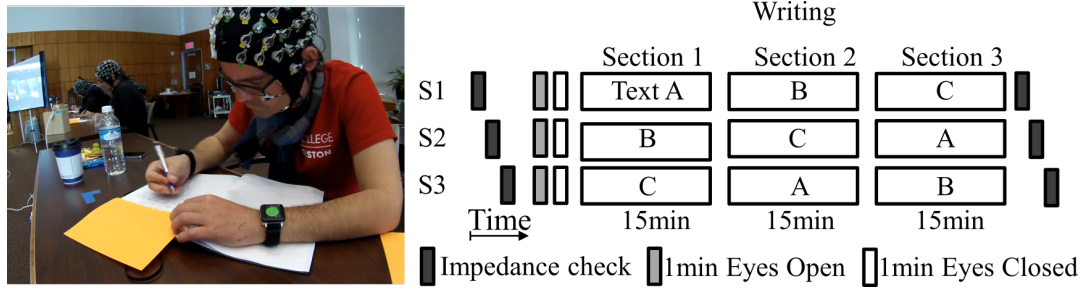 Writing
Section 1 Section 2 Section 3
S1 Text A B C
S2 B C A
S3 C A B
Time 15min 15min 15min
Impedance check 1min Eyes Open 1min Eyes Closed
LLEGE
STON